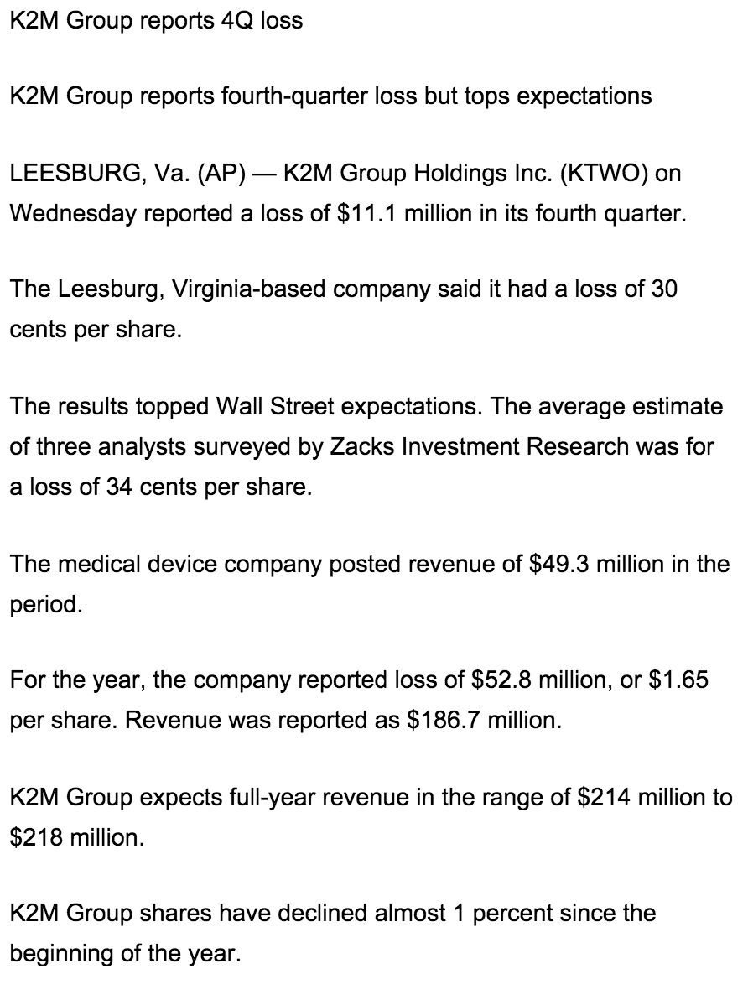 K2M Group reports 4Q loss
K2M Group reports fourth-quarter loss but tops expectations
LEESBURG, Va. (AP) — K2M Group Holdings Inc. (KTWO) on
Wednesday reported a loss of $11.1 million in its fourth quarter.
The Leesburg, Virginia-based company said it had a loss of 30
cents per share.
The results topped Wall Street expectations. The average estimate
of three analysts surveyed by Zacks Investment Research was for
a loss of 34 cents per share.
The medical device company posted revenue of $49.3 million in the
period.
For the year, the company reported loss of $52.8 million, or $1.65
per share. Revenue was reported as $186.7 million.
K2M Group expects full-year revenue in the range of $214 million to
$218 million.
K2M Group shares have declined almost 1 percent since the
beginning of the year.